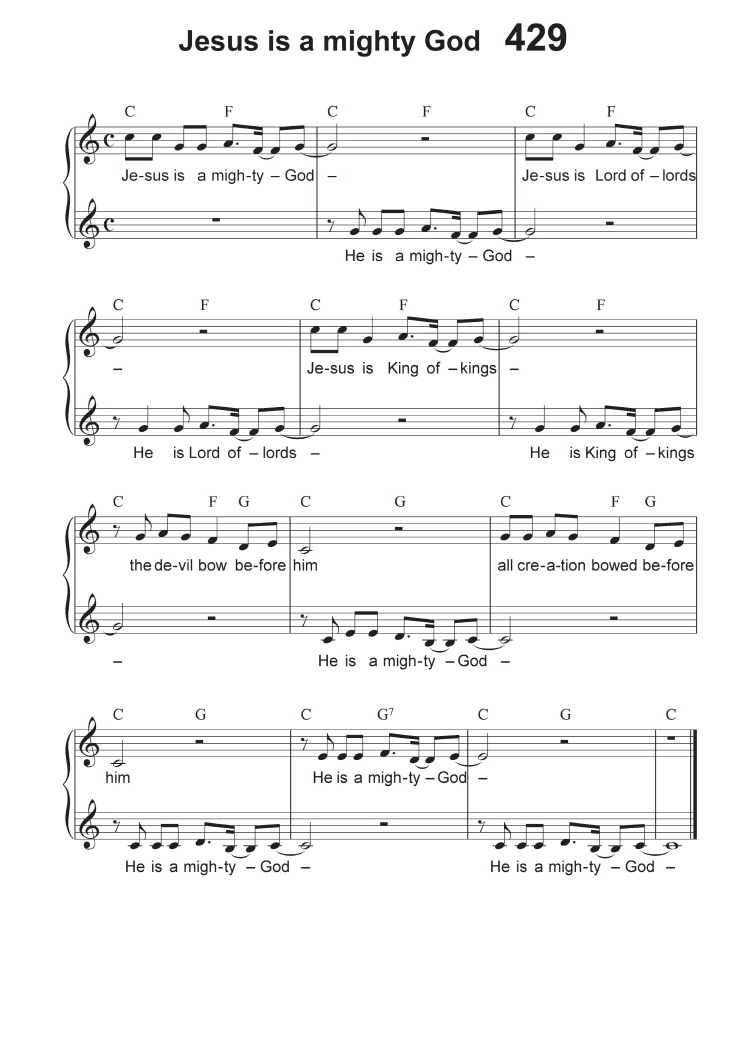 Jesus is a mighty God 429
C F C F C F
Je-sus is a migh-ty – God – Je-sus is Lord of – lords
He is a migh-ty – God –
C F C F C F
– Je-sus is King of – kings –
He is Lord of – lords – He is King of – kings
C F G C G C F G
the de-vil bow be-fore him all cre-a-tion bowed be-fore
– He is a migh-ty – God –
C G C G7 C G C
him He is a migh-ty – God –
He is a migh-ty – God – He is a migh-ty – God –